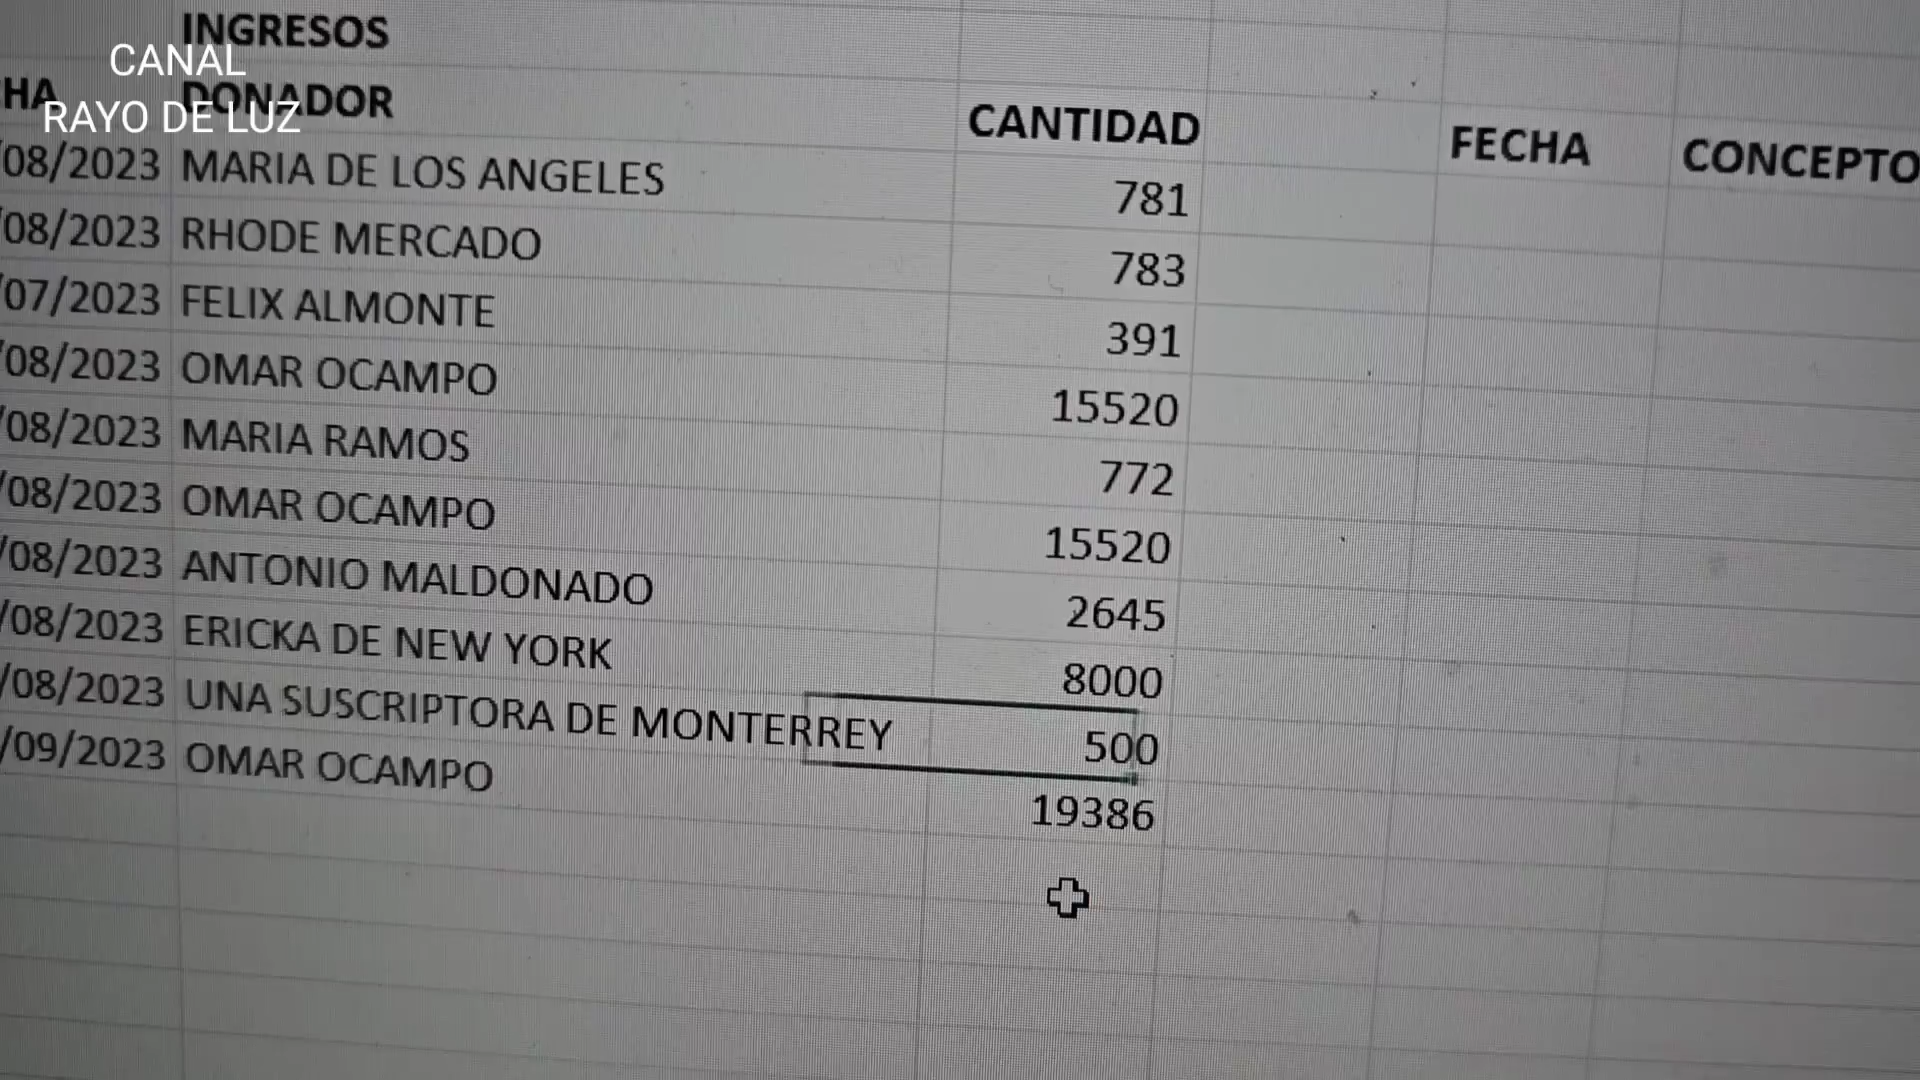 INGRESOS
CANAL
HA DONADOR CANTIDAD FECHA CONCEPTO
RAYO DE LUZ
/08/2023 MARIA DE LOS ANGELES 781
/08/2023 RHODE MERCADO 783
/07/2023 FELIX ALMONTE 391
/08/2023 OMAR OCAMPO 15520
/08/2023 MARIA RAMOS 772
/08/2023 OMAR OCAMPO 15520
/08/2023 ANTONIO MALDONADO 2645
/08/2023 ERICKA DE NEW YORK 8000
/08/2023 UNA SUSCRIPTORA DE MONTERREY 500
/09/2023 OMAR OCAMPO 19386